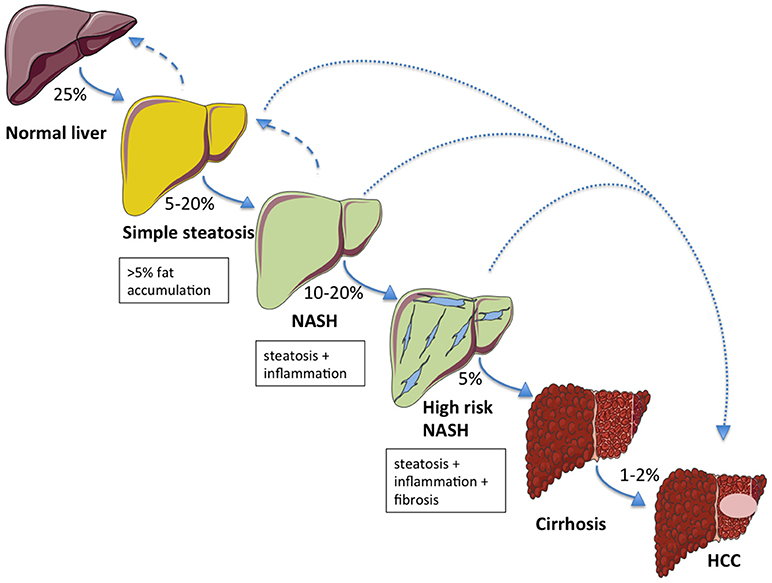 25%
Normal liver
5-20%
Simple steatosis
>5% fat
accumulation
10-20%
NASH
steatosis +
inflammation
5%
High risk
NASH
steatosis +
inflammation +
fibrosis
Cirrhosis
1-2%
HCC